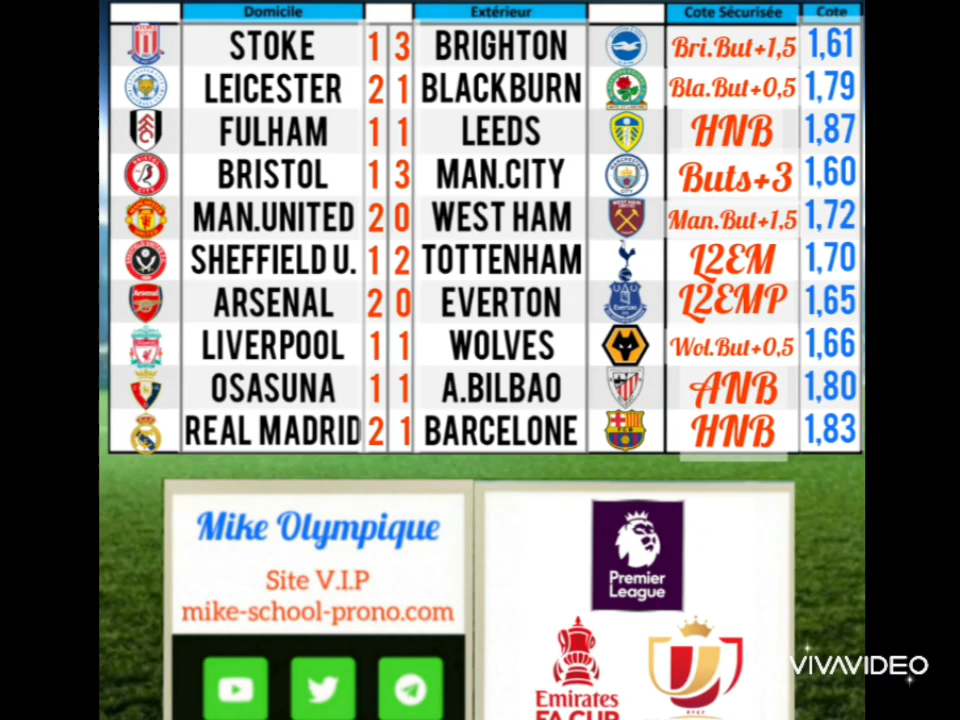 Domicile Extérieur Cote Sécurisée Cote
STOKE 1 3 BRIGHTON Bri.But+1,5 1,61
LEICESTER 2 1 BLACKBURN Bla.But+0,5 1,79
FULHAM 1 1 LEEDS HNB 1,87
BRISTOL 1 3 MAN.CITY Buts+3 1,60
MAN.UNITED 2 0 WEST HAM Man.But+1,5 1,72
SHEFFIELD U. 1 2 TOTTENHAM L2EM 1,70
ARSENAL 2 0 EVERTON L2EMP 1,65
LIVERPOOL 1 1 WOLVES Wol.But+0,5 1,66
OSASUNA 1 1 A.BILBAO ANB 1,80
REAL MADRID 2 1 BARCELONE HNB 1,83
Mike Olympique
Site V.I.P
mike-school-prono.com
Premier
League
Emirates
FA CUP
VIVAVIDEO